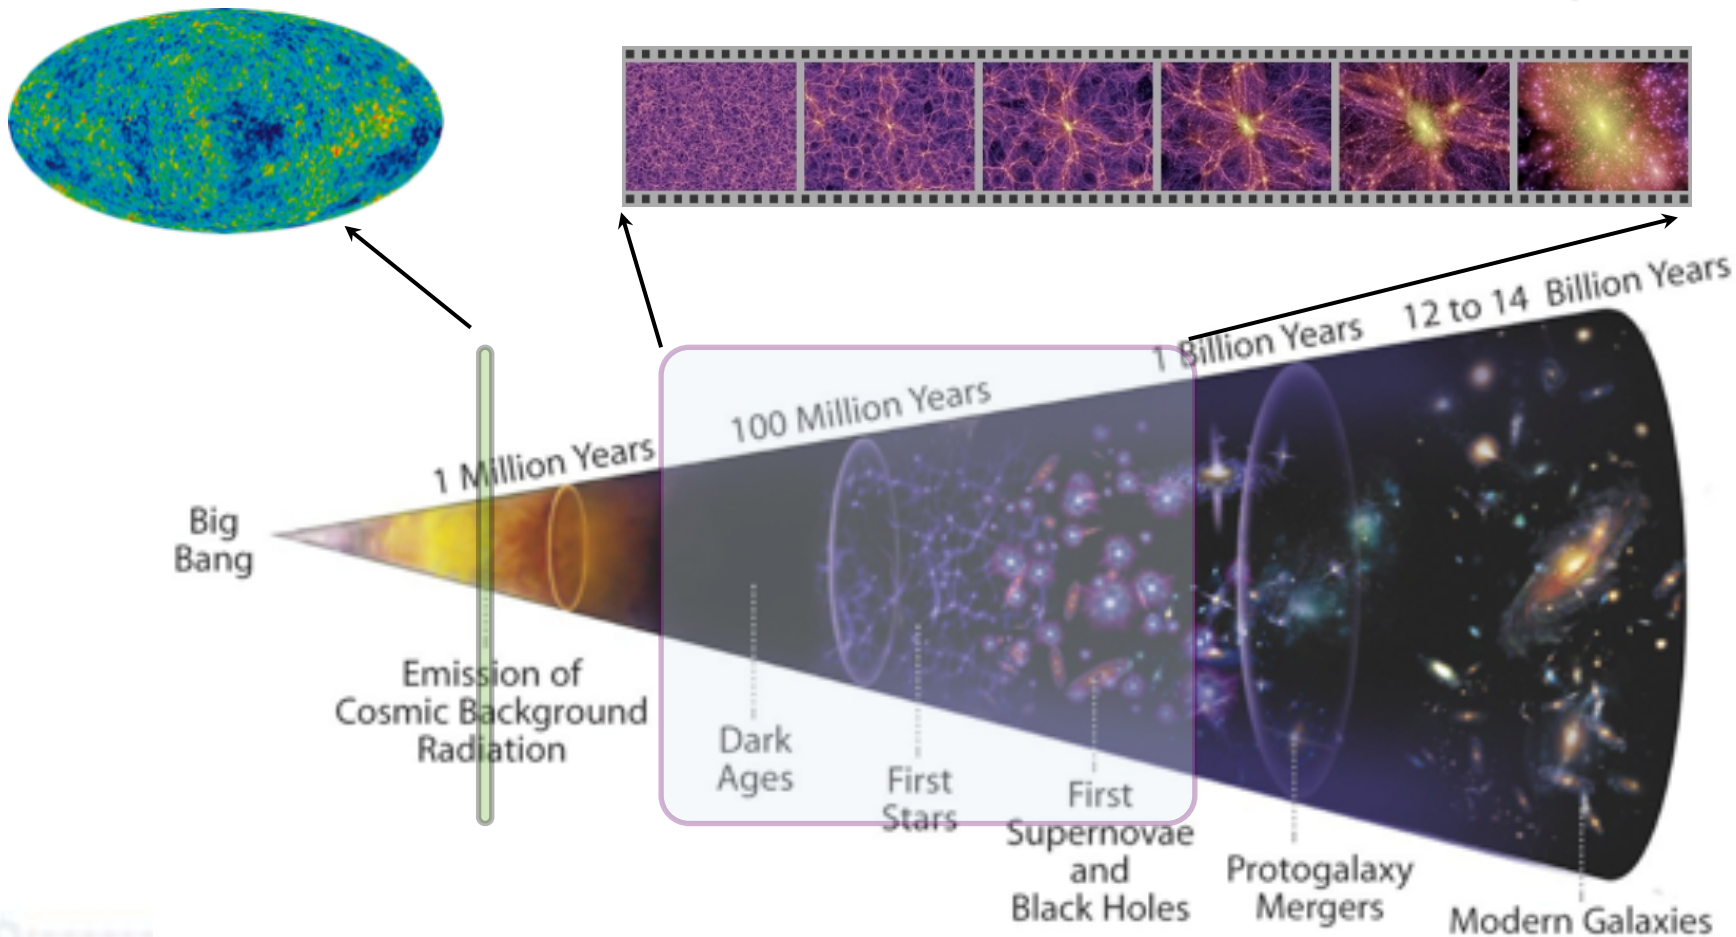 12 to 14 Billion Years
1 Billion Years
100 Million Years
1 Million Years
Big
Bang
Emission of
Cosmic Background
Radiation
Dark
Ages
First
Stars
First
Supernovae
and
Black Holes
Protogalaxy
Mergers
Modern Galaxies